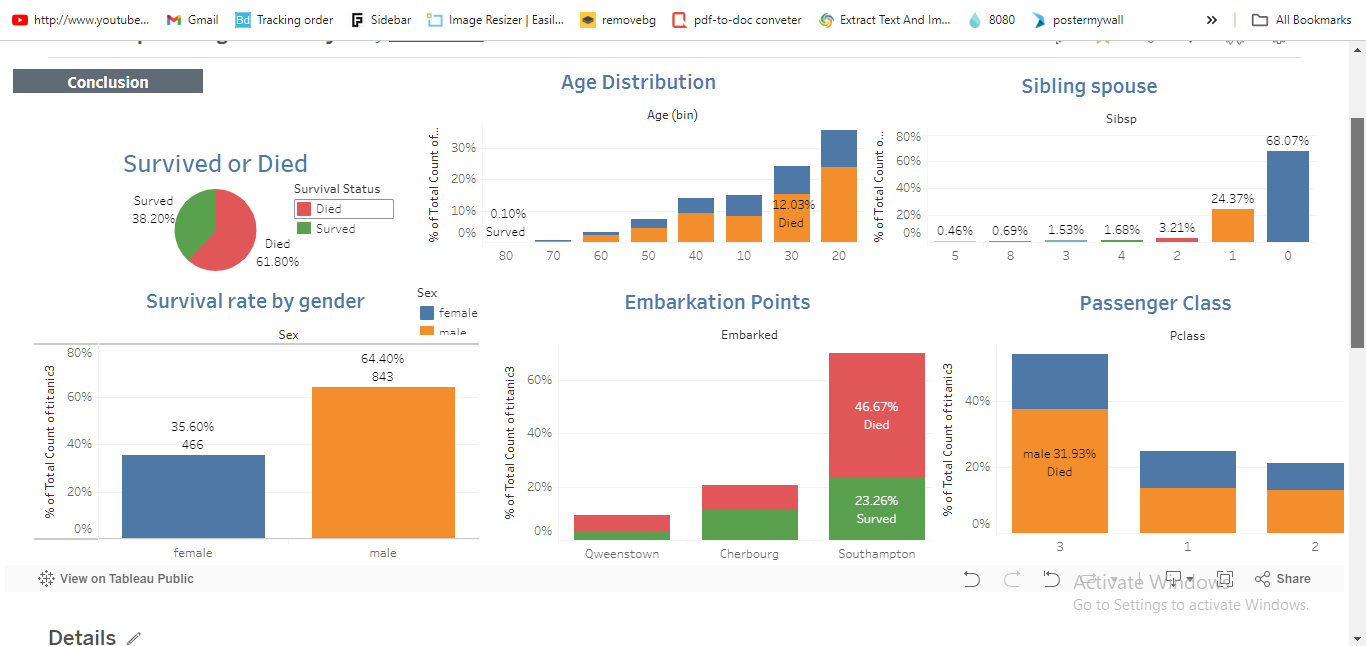 http://www.youtube... Gmail Tracking order Sidebar Image Resizer | Easil... removebg pdf-to-doc conveter Extract Text And Im... 8080 postermywall » All Bookmarks
Conclusion
Survived or Died
Surved
38.20%
Died
61.80%
Survival Status
Died
Surved
Age Distribution
Age (bin)
% of Total Count of...
30%
20%
10%
0%
0.10%
Surved
12.03%
Died
80 70 60 50 40 10 30 20
Sibling spouse
Sibsp
% of Total Count o...
80%
60%
40%
20%
0%
0.46% 0.69% 1.53% 1.68% 3.21% 24.37% 68.07%
5 8 3 4 2 1 0
Survival rate by gender
Sex
female
male
Sex
% of Total Count of titanic3
80%
60%
40%
20%
0%
35.60%
466
64.40%
843
female male
Embarkation Points
Embarked
% of Total Count of titanic3
60%
40%
20%
0%
46.67%
Died
23.26%
Surved
Qweenstown Cherbourg Southampton
Passenger Class
Pclass
% of Total Count of titanic3
40%
20%
0%
male 31.93%
Died
3 1 2
View on Tableau Public
Share
Activate Windows
Go to Settings to activate Windows.
Details